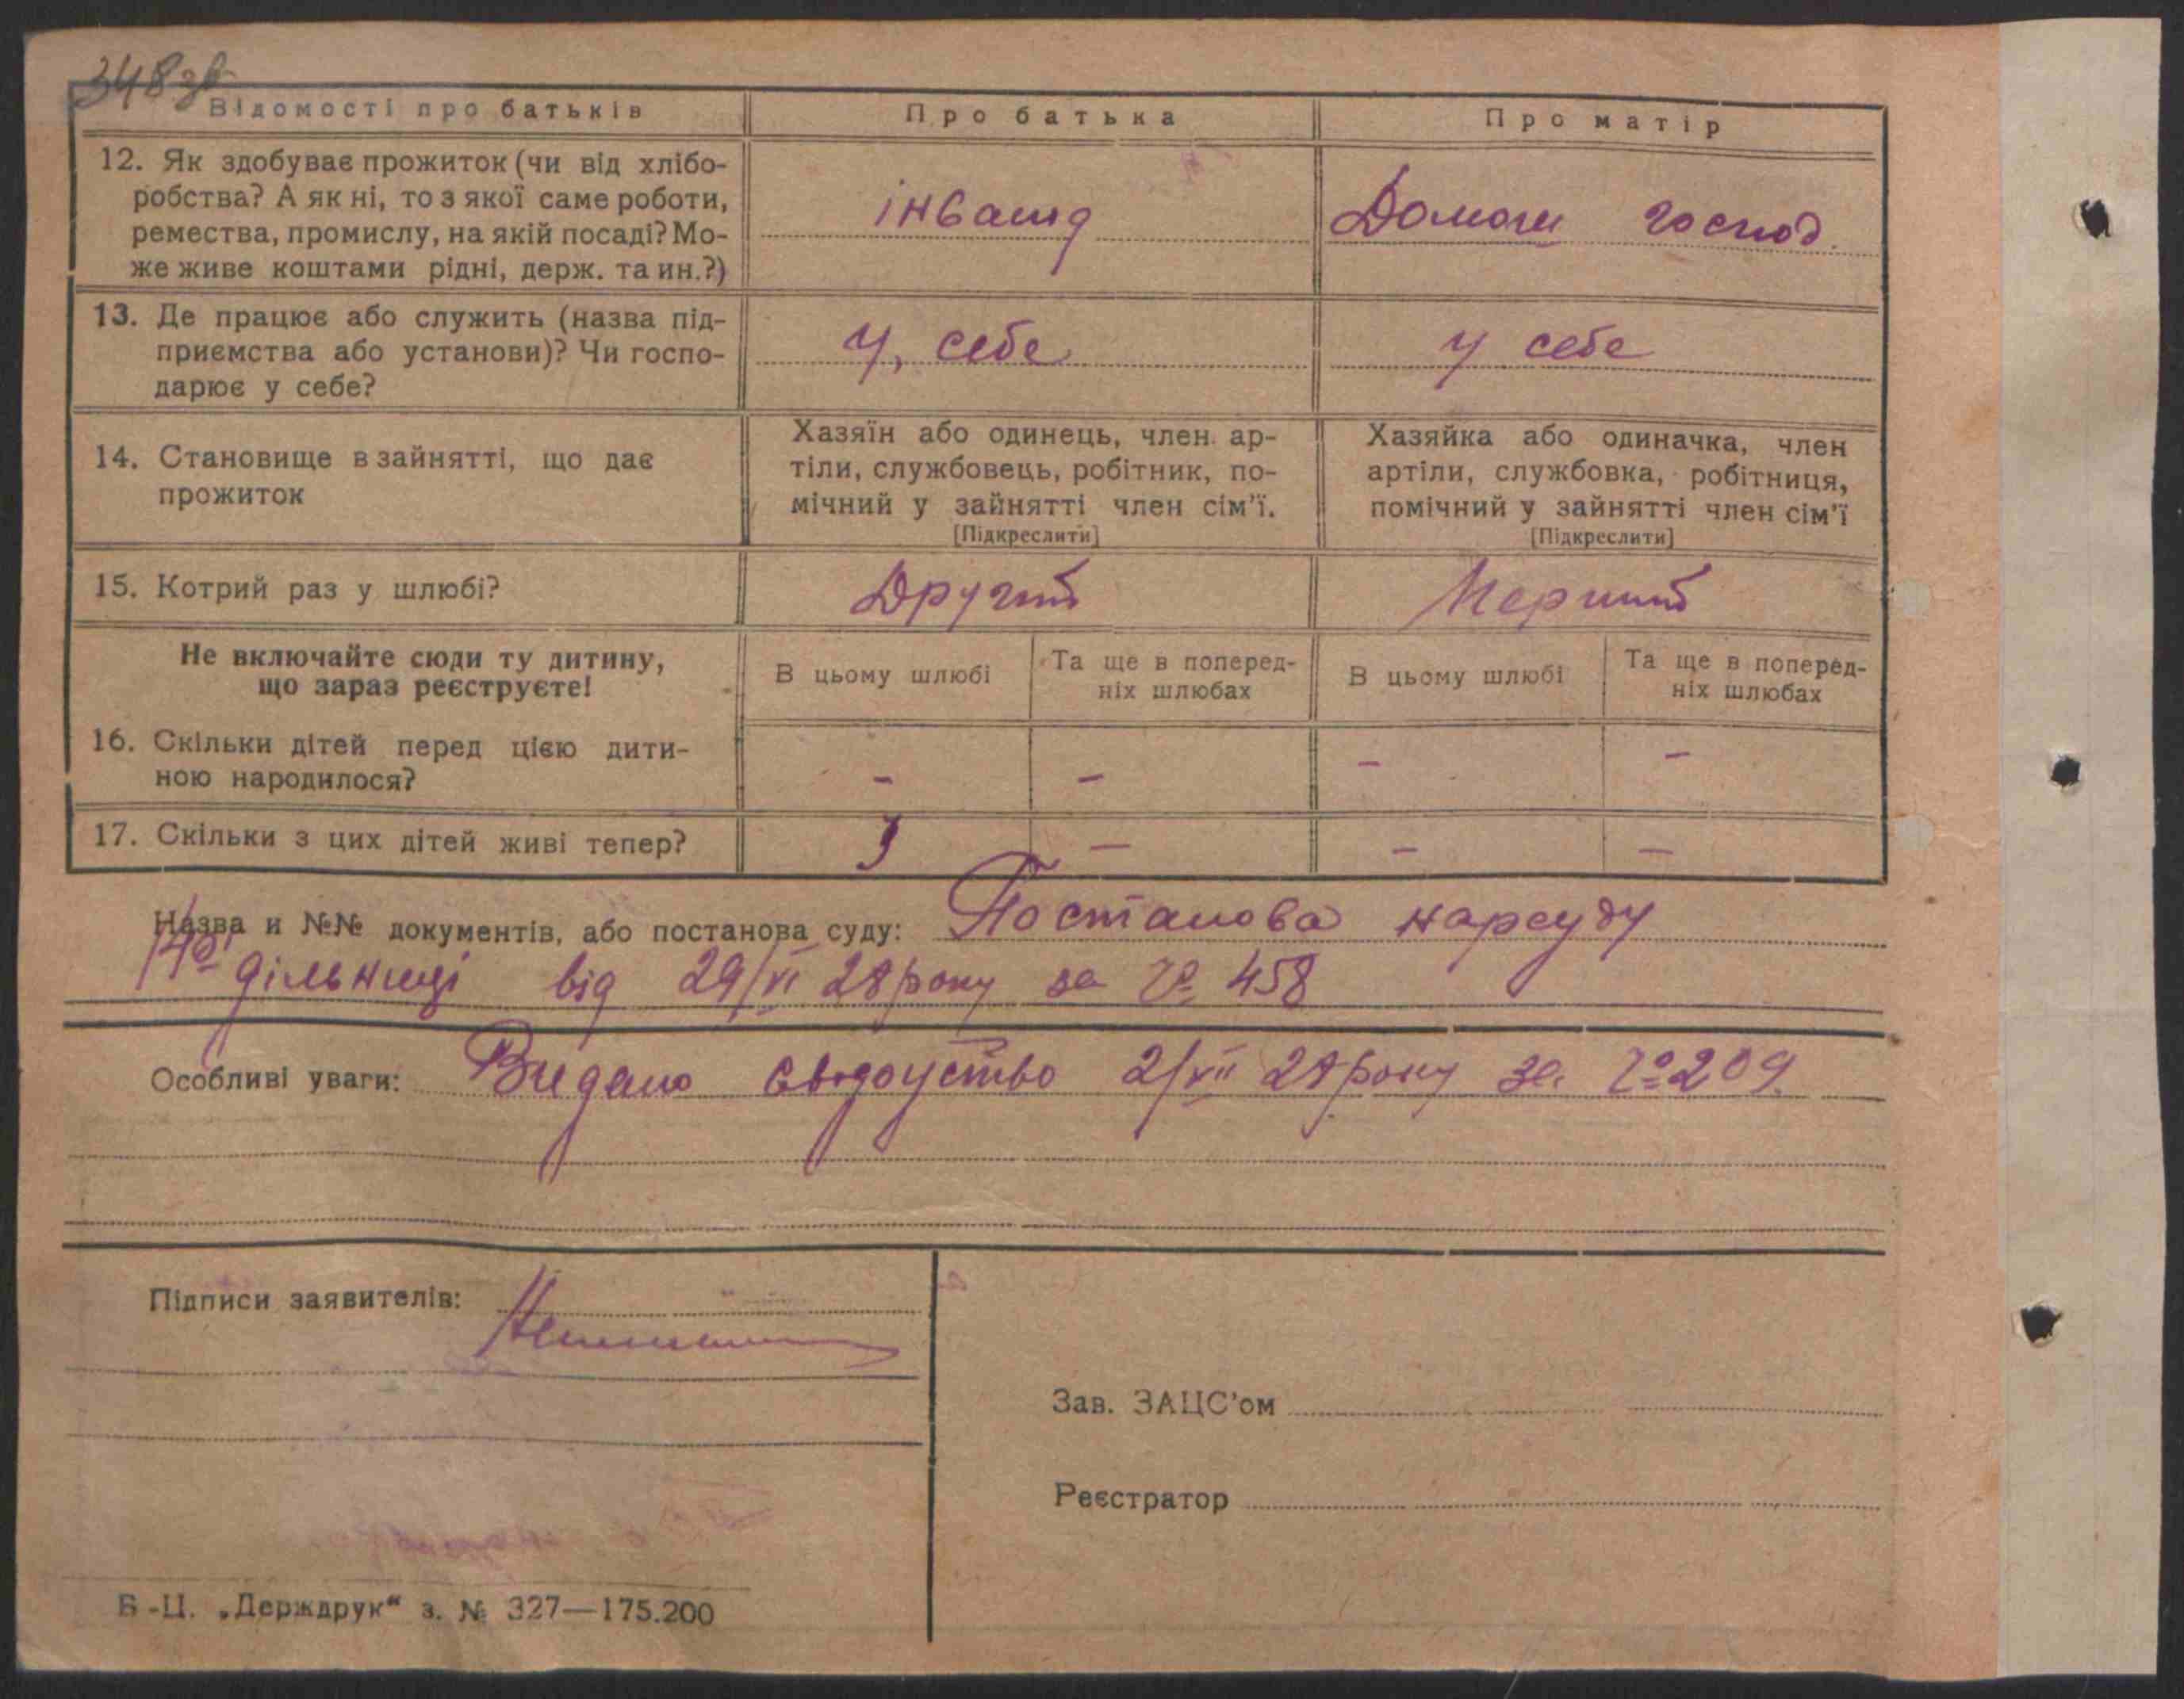 348 зв
Відомості про батьків
Про батька
Про матір
12. Як здобуває прожиток (чи від хлібо-
робства? А як ні, то з якої саме роботи,
ремества, промислу, на якій посаді? Мо-
же живе коштами рідні, держ. та ин.?)
інвалід
Домогн господ.
13. Де працює або служить (назва під-
приємства або установи)? Чи госпо-
дарює у себе?
У, себе
у себе
14. Становище в зайнятті, що дає
прожиток
Хазяїн або одинець, член ар-
тіли, службовець, робітник, по-
мічний у зайнятті член сім'ї.
[Підкреслити]
Хазяйка або одиначка, член
артіли, службовка, робітниця,
помічний у зайнятті член сім'ї
[Підкреслити]
15. Котрий раз у шлюбі?
Другий
Перший
Не включайте сюди ту дитину,
що зараз реєструєте!
В цьому шлюбі
Та ще в поперед-
ніх шлюбах
В цьому шлюбі
Та ще в поперед-
ніх шлюбах
16. Скільки дітей перед цією дити-
ною народилося?
- - - -
17. Скільки з цих дітей живі тепер?
— - —
Назва и №№ документів, або постанова суду: Постанова нарсуду
дільниці від 29/VI 28 року за № 458
Особливі уваги: Видано свідоцтво 2/VII 28 року за № 209.
Підписи заявителів:
Зав. ЗАЦС'ом
Реєстратор
Б-Ц. „Держдрук“ з. № 327—175.200